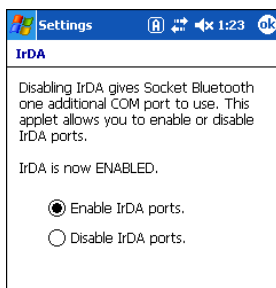 Settings 1:23 ok
IrDA
Disabling IrDA gives Socket Bluetooth
one additional COM port to use. This
applet allows you to enable or disable
IrDA ports.
IrDA is now ENABLED.
Enable IrDA ports.
Disable IrDA ports.